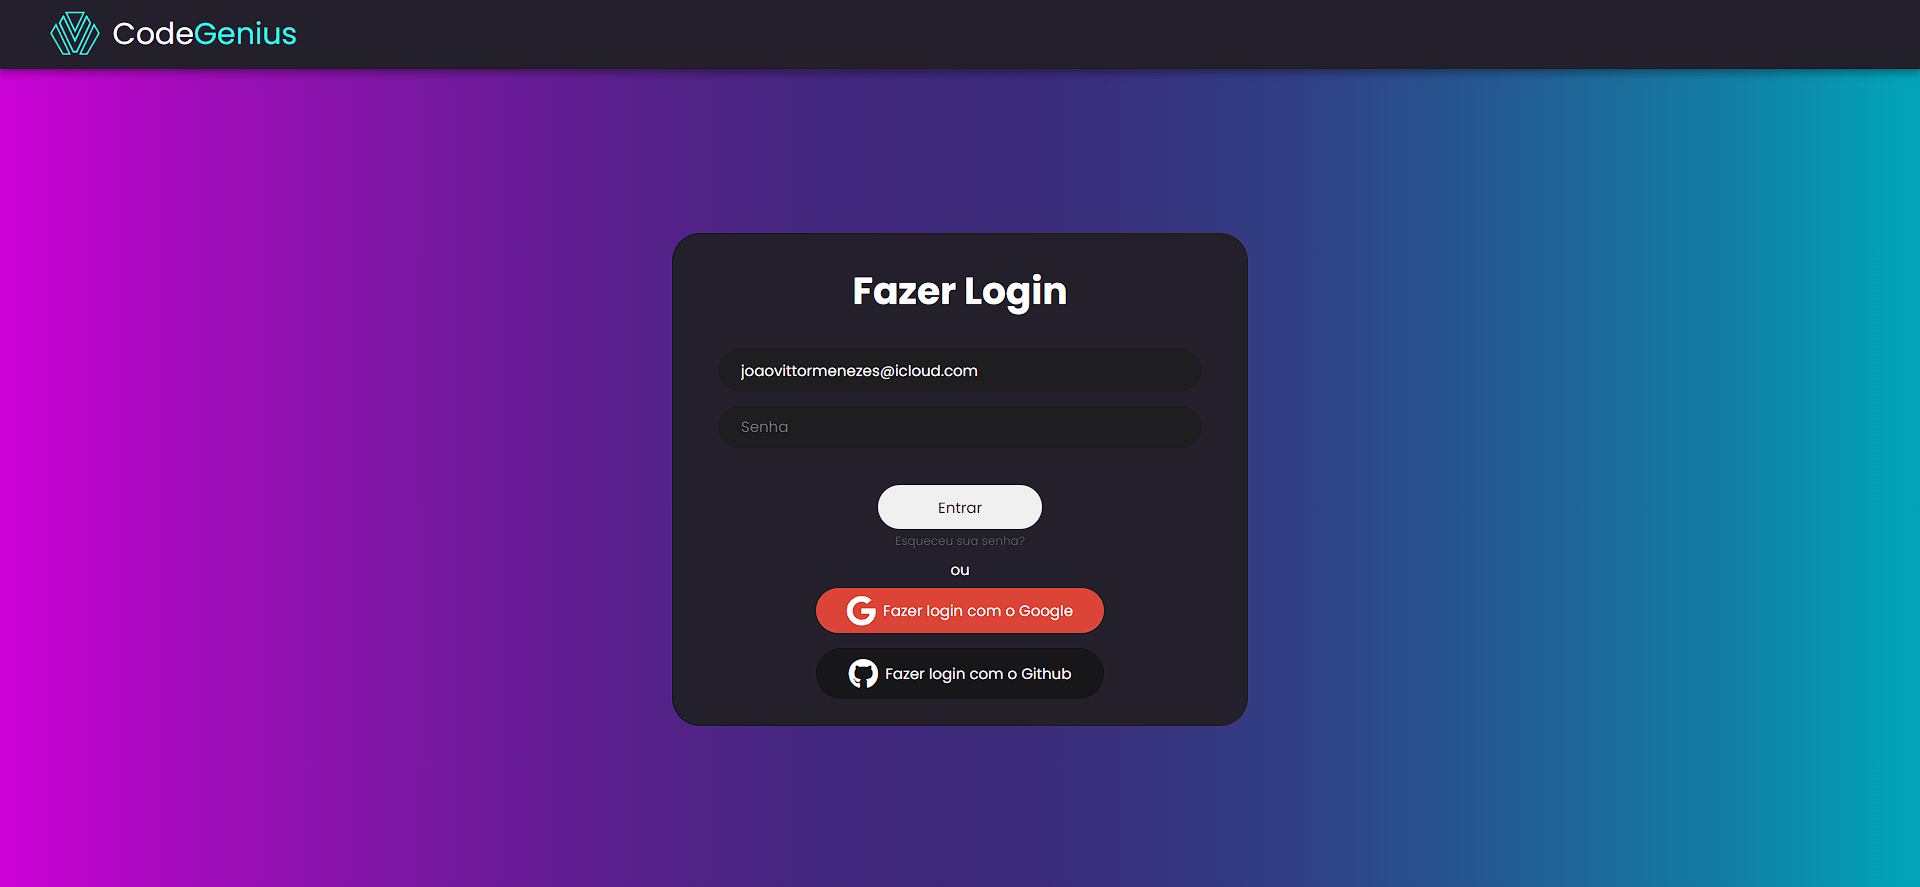 CodeGenius
Fazer Login
joaovittormenezes@icloud.com
Senha
Entrar
Esqueceu sua senha?
ou
Fazer login com o Google
Fazer login com o Github